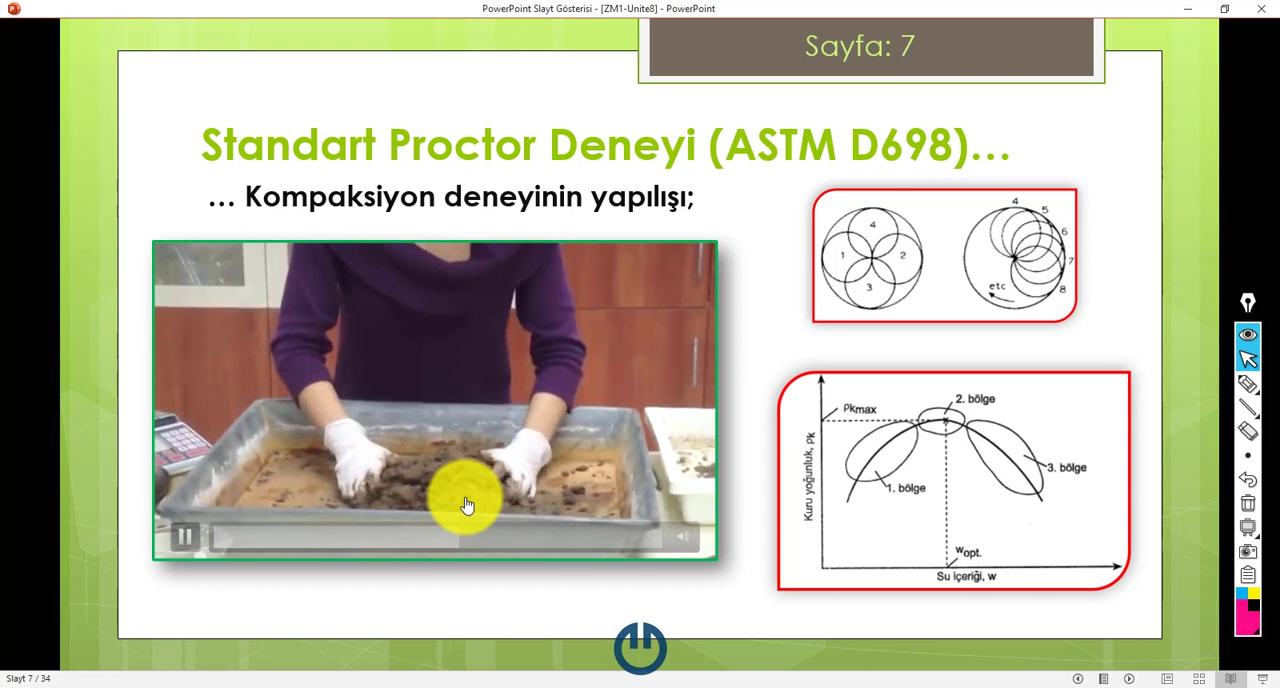 PowerPoint Slayt Gösterisi - [ZM1-Unite8] - PowerPoint
Sayfa: 7
Standart Proctor Deneyi (ASTM D698)...
... Kompaksiyon deneyinin yapılışı;
4
1
2
3
4
5
6
7
8
etc
ρkmax
2. bölge
3. bölge
1. bölge
Kuru yoğunluk, ρk
wopt.
Su içeriği, w
Slayt 7 / 34